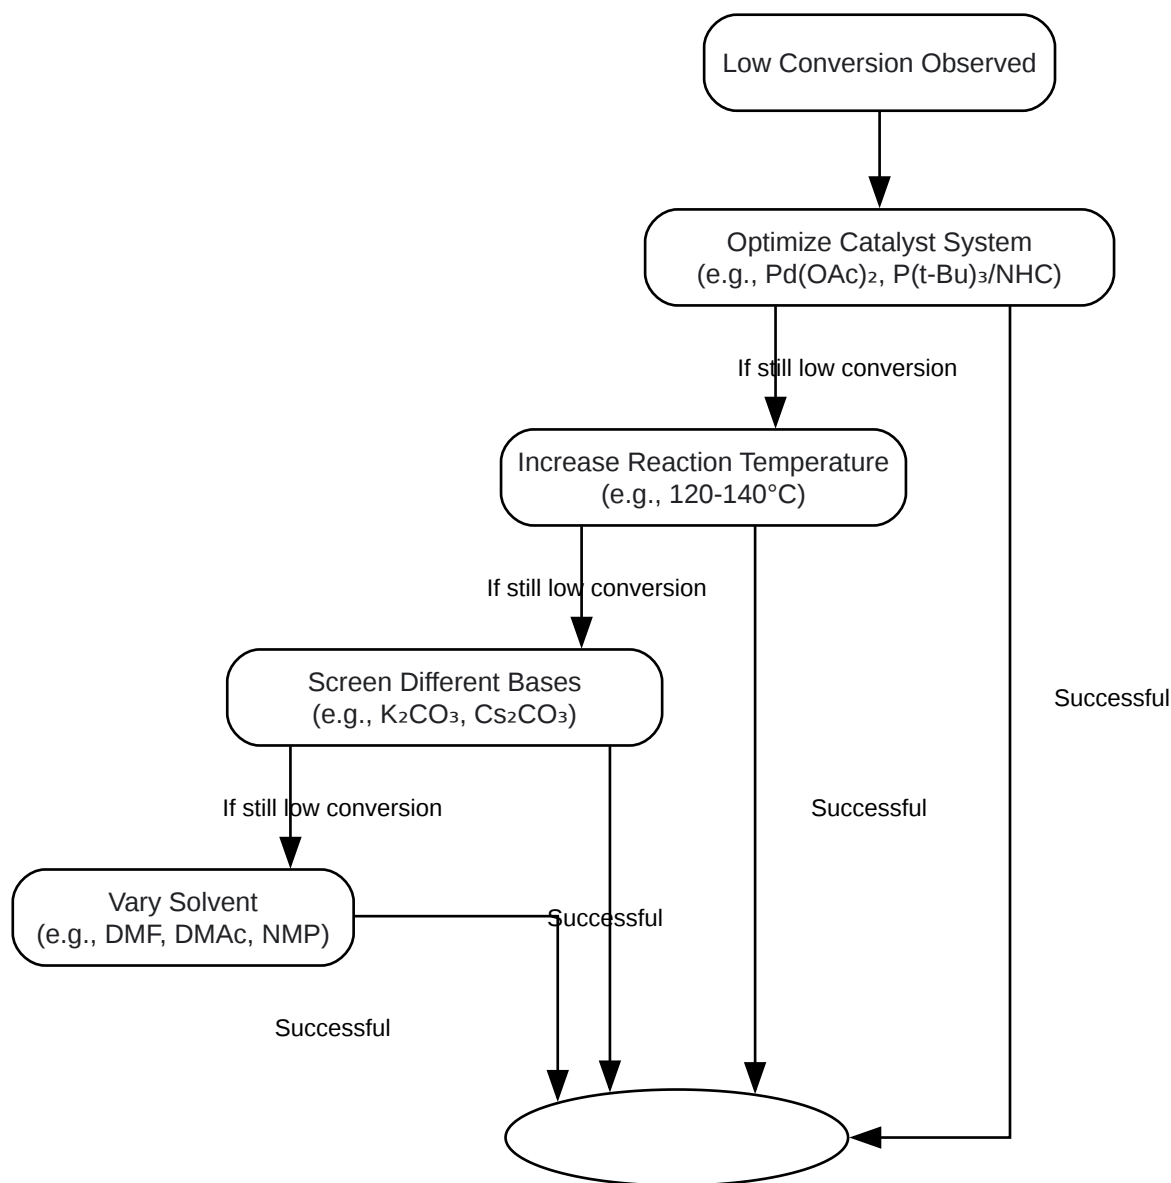 Low Conversion Observed
Optimize Catalyst System
(e.g., Pd(OAc)₂, P(t-Bu)₃/NHC)
If still low conversion
Increase Reaction Temperature
(e.g., 120-140°C)
If still low conversion
Screen Different Bases
(e.g., K₂CO₃, Cs₂CO₃)
Successful
If still low conversion
Successful
Vary Solvent
(e.g., DMF, DMAc, NMP)
Successful
Successful